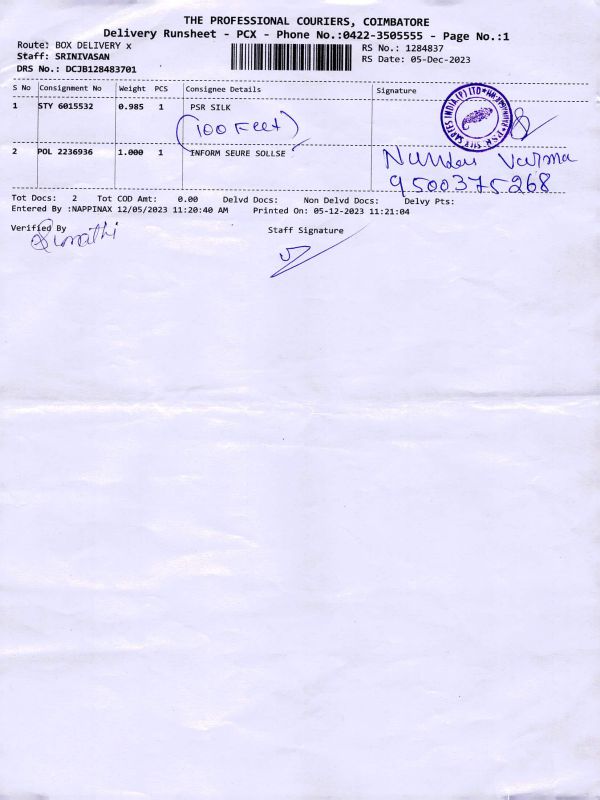 THE PROFESSIONAL COURIERS, COIMBATORE
Delivery Runsheet - PCX - Phone No.:0422-3505555 - Page No.:1
Route: BOX DELIVERY x
RS No.: 1284837
Staff: SRINIVASAN
RS Date: 05-Dec-2023
DRS No.: DCJB128483701
S No Consignment No Weight PCS Consignee Details Signature
1 STY 6015532 0.985 1 PSR SILK
(100 Feet)
2 POL 2236936 1.000 1 INFORM SEURE SOLLSE
Varma
9500375268
Tot Docs: 2 Tot COD Amt: 0.00 Delvd Docs: Non Delvd Docs: Delvy Pts:
Entered By :NAPPINAX 12/05/2023 11:20:40 AM Printed On: 05-12-2023 11:21:04
Verified By
Staff Signature